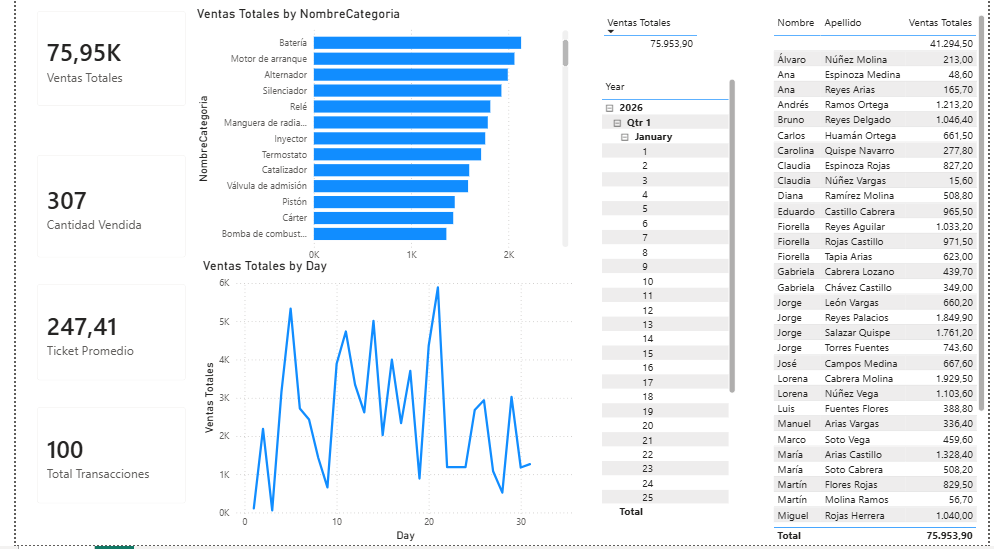 75,95K
Ventas Totales
307
Cantidad Vendida
247,41
Ticket Promedio
100
Total Transacciones
Ventas Totales by NombreCategoria
NombreCategoria
Batería
Motor de arranque
Alternador
Silenciador
Relé
Manguera de radia...
Inyector
Termostato
Catalizador
Válvula de admisión
Pistón
Cárter
Bomba de combust...
0K 1K 2K
Ventas Totales by Day
Ventas Totales
6K
5K
4K
3K
2K
1K
0K
0 10 20 30
Day
Ventas Totales
75.953,90
Year
2026
Qtr 1
January
1
2
3
4
5
6
7
8
9
10
11
12
13
14
15
16
17
18
19
20
21
22
23
24
25
Total
Nombre Apellido Ventas Totales
41.294,50
Álvaro Núñez Molina 213,00
Ana Espinoza Medina 48,60
Ana Reyes Arias 165,70
Andrés Ramos Ortega 1.213,20
Bruno Reyes Delgado 1.046,40
Carlos Huamán Ortega 661,50
Carolina Quispe Navarro 277,80
Claudia Espinoza Rojas 827,20
Claudia Núñez Vargas 15,60
Diana Ramírez Molina 508,80
Eduardo Castillo Cabrera 965,50
Fiorella Reyes Aguilar 1.033,20
Fiorella Rojas Castillo 971,50
Fiorella Tapia Arias 623,00
Gabriela Cabrera Lozano 439,70
Gabriela Chávez Castillo 349,00
Jorge León Vargas 660,20
Jorge Reyes Palacios 1.849,90
Jorge Salazar Quispe 1.761,20
Jorge Torres Fuentes 743,60
José Campos Medina 667,60
Lorena Cabrera Molina 1.929,50
Lorena Núñez Vega 1.103,60
Luis Fuentes Flores 388,80
Manuel Arias Vargas 336,40
Marco Soto Vega 459,60
María Arias Castillo 1.328,40
María Soto Cabrera 508,20
Martín Flores Rojas 829,50
Martín Molina Ramos 56,70
Miguel Rojas Herrera 1.040,00
Total 75.953,90